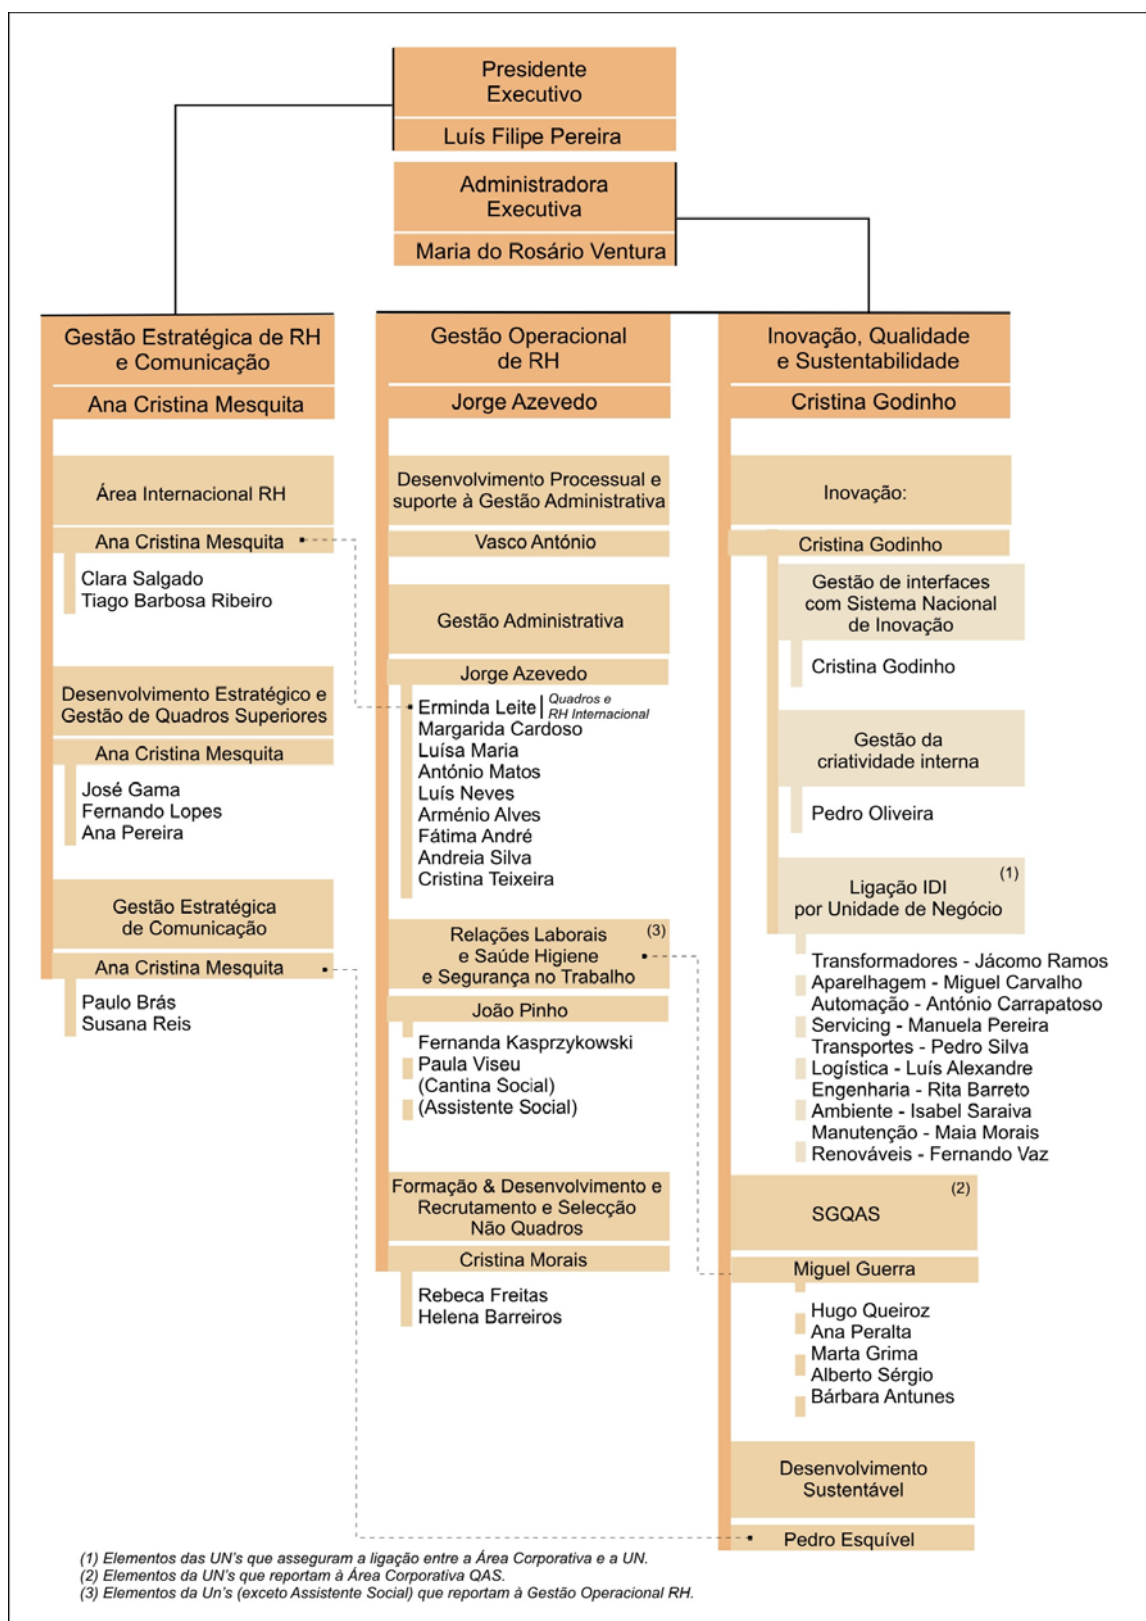 Presidente
Executivo
Luís Filipe Pereira
Administradora
Executiva
Maria do Rosário Ventura
Gestão Estratégica de RH
e Comunicação
Ana Cristina Mesquita
Área Internacional RH
Ana Cristina Mesquita
Clara Salgado
Tiago Barbosa Ribeiro
Desenvolvimento Estratégico e
Gestão de Quadros Superiores
Ana Cristina Mesquita
José Gama
Fernando Lopes
Ana Pereira
Gestão Estratégica
de Comunicação
Ana Cristina Mesquita
Paulo Brás
Susana Reis
Gestão Operacional
de RH
Jorge Azevedo
Desenvolvimento Processual e
suporte à Gestão Administrativa
Vasco António
Gestão Administrativa
Jorge Azevedo
Erminda Leite
Quadros e
RH Internacional
Margarida Cardoso
Luísa Maria
António Matos
Luís Neves
Arménio Alves
Fátima André
Andreia Silva
Cristina Teixeira
Relações Laborais (3)
e Saúde Higiene
e Segurança no Trabalho
João Pinho
Fernanda Kasprzykowski
Paula Viseu
(Cantina Social)
(Assistente Social)
Formação & Desenvolvimento e
Recrutamento e Selecção
Não Quadros
Cristina Morais
Rebeca Freitas
Helena Barreiros
Inovação, Qualidade
e Sustentabilidade
Cristina Godinho
Inovação:
Cristina Godinho
Gestão de interfaces
com Sistema Nacional
de Inovação
Cristina Godinho
Gestão da
criatividade interna
Pedro Oliveira
(1)
Ligação IDI
por Unidade de Negócio
Transformadores - Jácomo Ramos
Aparelhagem - Miguel Carvalho
Automação - António Carrapatoso
Servicing - Manuela Pereira
Transportes - Pedro Silva
Logística - Luís Alexandre
Engenharia - Rita Barreto
Ambiente - Isabel Saraiva
Manutenção - Maia Morais
Renováveis - Fernando Vaz
(2)
SGQAS
Miguel Guerra
Hugo Queiroz
Ana Peralta
Marta Grima
Alberto Sérgio
Bárbara Antunes
Desenvolvimento
Sustentável
Pedro Esquível
(1) Elementos das UN's que asseguram a ligação entre a Área Corporativa e a UN.
(2) Elementos da UN's que reportam à Área Corporativa QAS.
(3) Elementos da Un's (exceto Assistente Social) que reportam à Gestão Operacional RH.